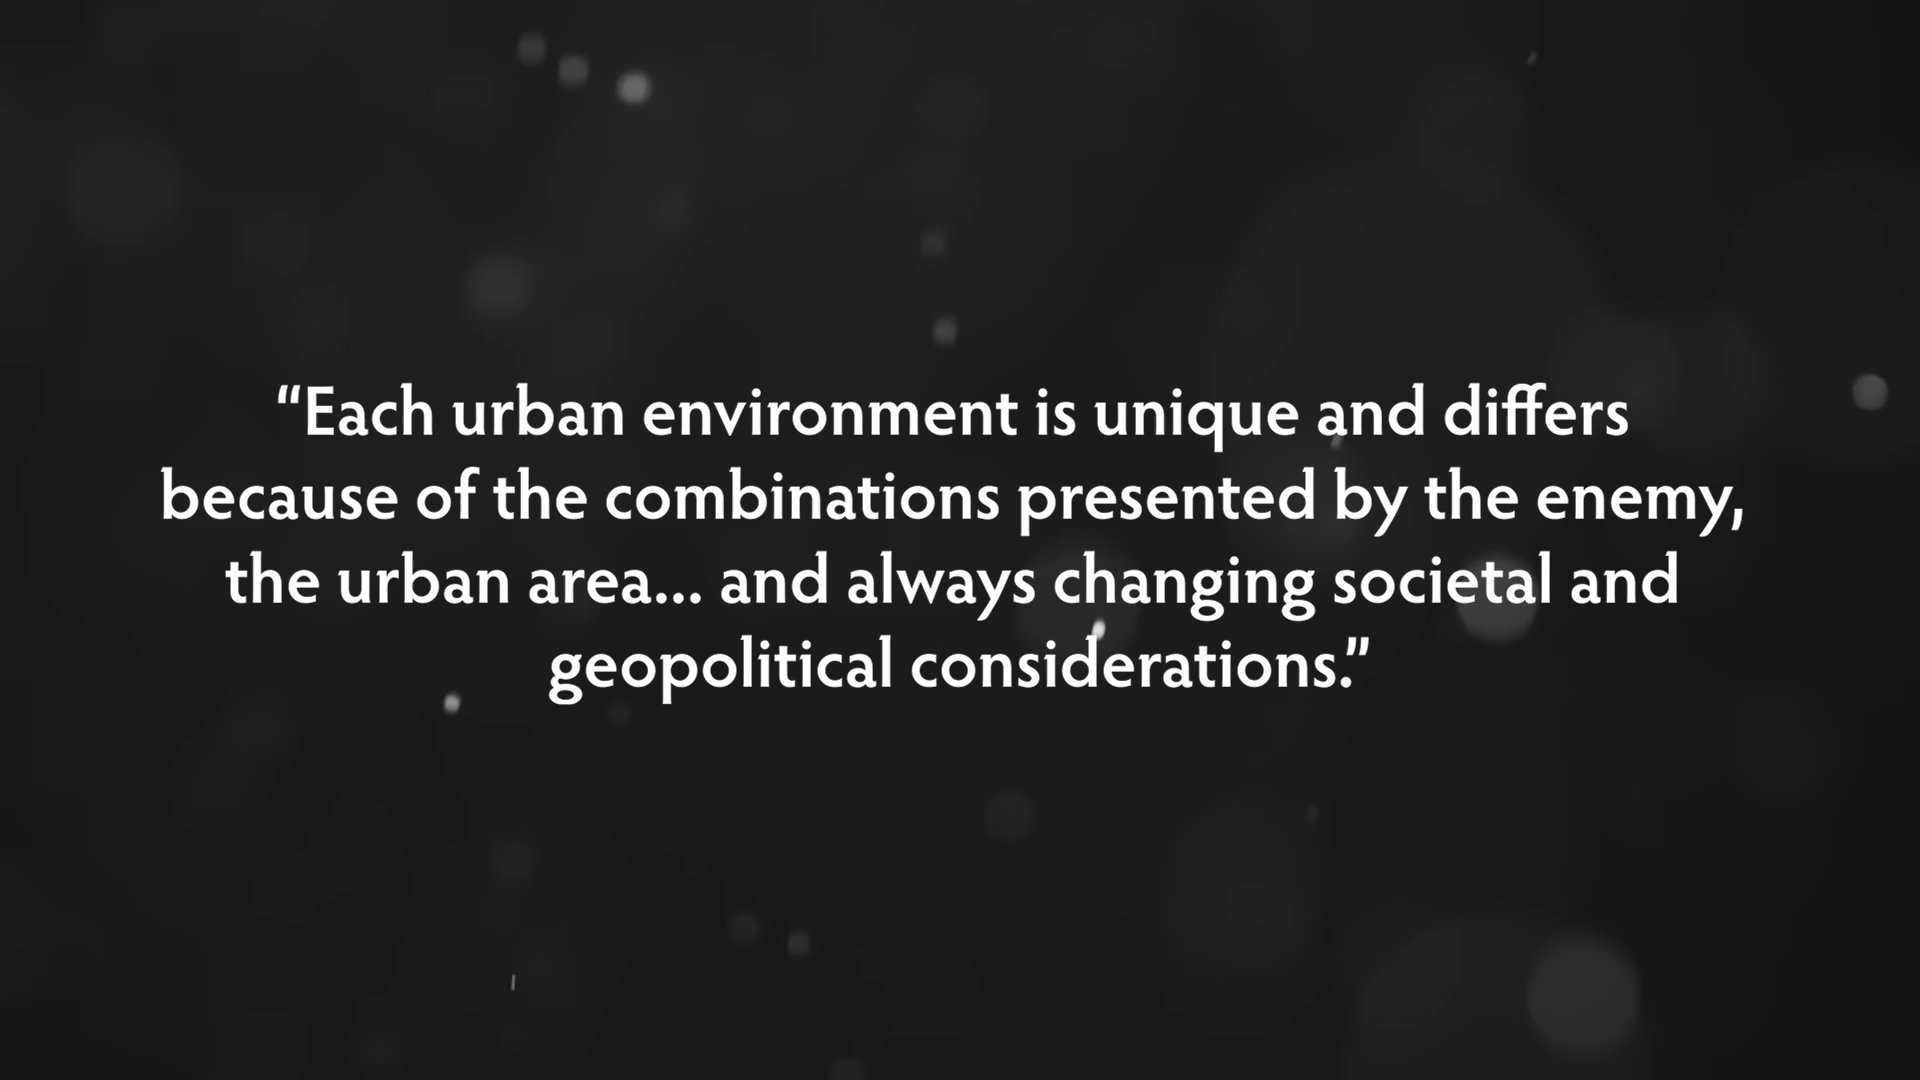 “Each urban environment is unique and differs
because of the combinations presented by the enemy,
the urban area... and always changing societal and
geopolitical considerations.”